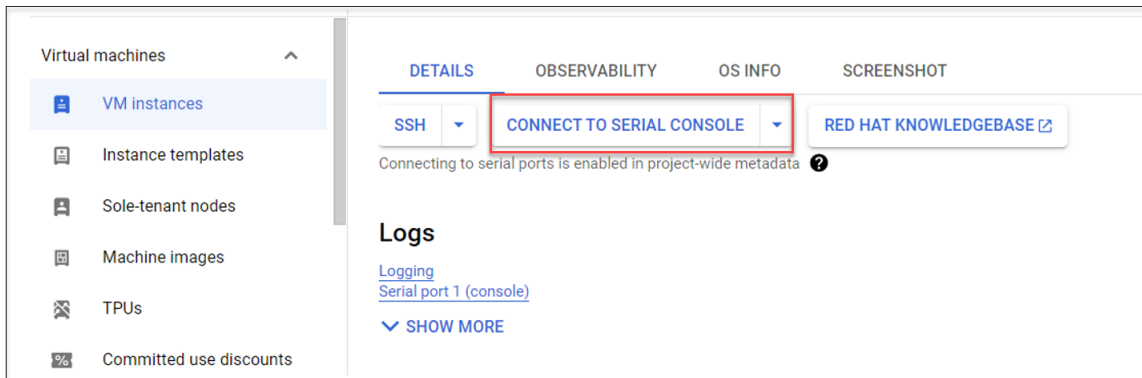 Virtual machines
VM instances
Instance templates
Sole-tenant nodes
Machine images
TPUs
Committed use discounts
DETAILS OBSERVABILITY OS INFO SCREENSHOT
SSH CONNECT TO SERIAL CONSOLE RED HAT KNOWLEDGEBASE
Connecting to serial ports is enabled in project-wide metadata ?
Logs
Logging
Serial port 1 (console)
SHOW MORE